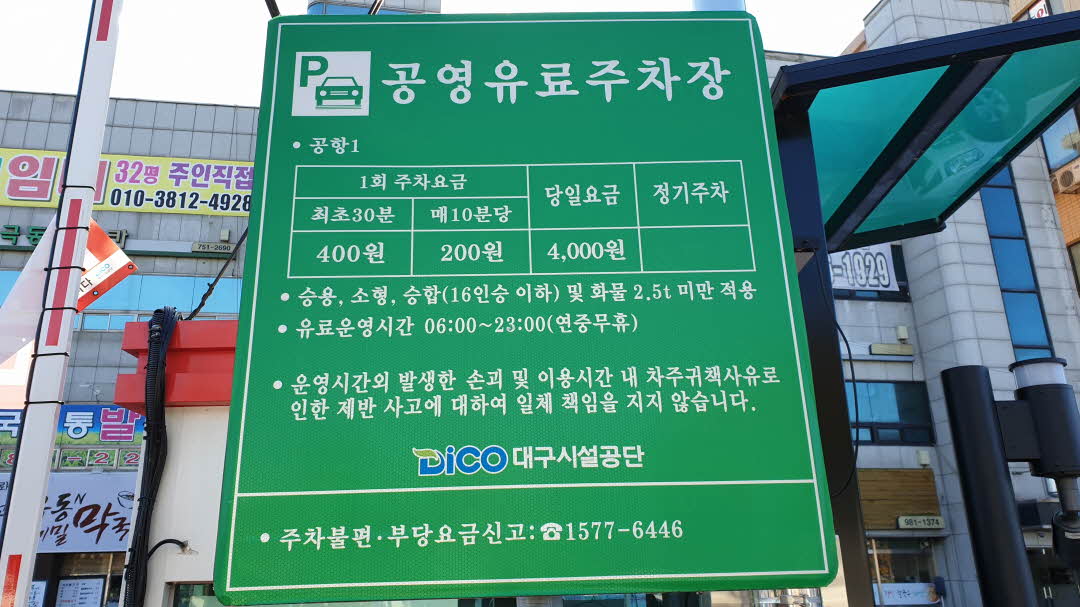 P 공영유료주차장
• 공항1
1회 주차요금 당일요금 정기주차
최초30분 매10분당
400원 200원 4,000원
• 승용, 소형, 승합(16인승 이하) 및 화물 2.5t 미만 적용
• 유료운영시간 06:00~23:00(연중무휴)
• 운영시간외 발생한 손괴 및 이용시간 내 차주귀책사유로
인한 제반 사고에 대하여 일체 책임을 지지 않습니다.
DiCO 대구시설공단
• 주차불편·부당요금신고:☎1577-6446
32평 주인직접
010-3812-4928
751-2690
-1929
981-1374